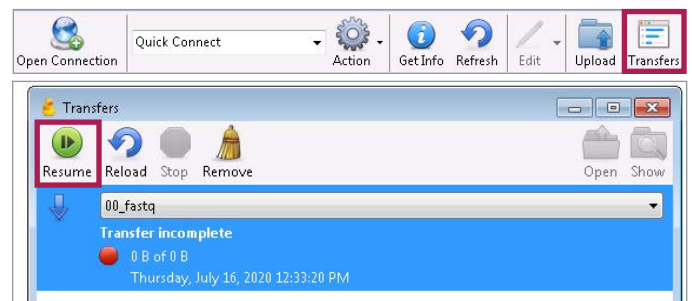 Quick Connect
Open Connection Action Get Info Refresh Edit Upload Transfers
Transfers
Resume Reload Stop Remove Open Show
00_fastq
Transfer incomplete
0 B of 0 B
Thursday, July 16, 2020 12:33:20 PM